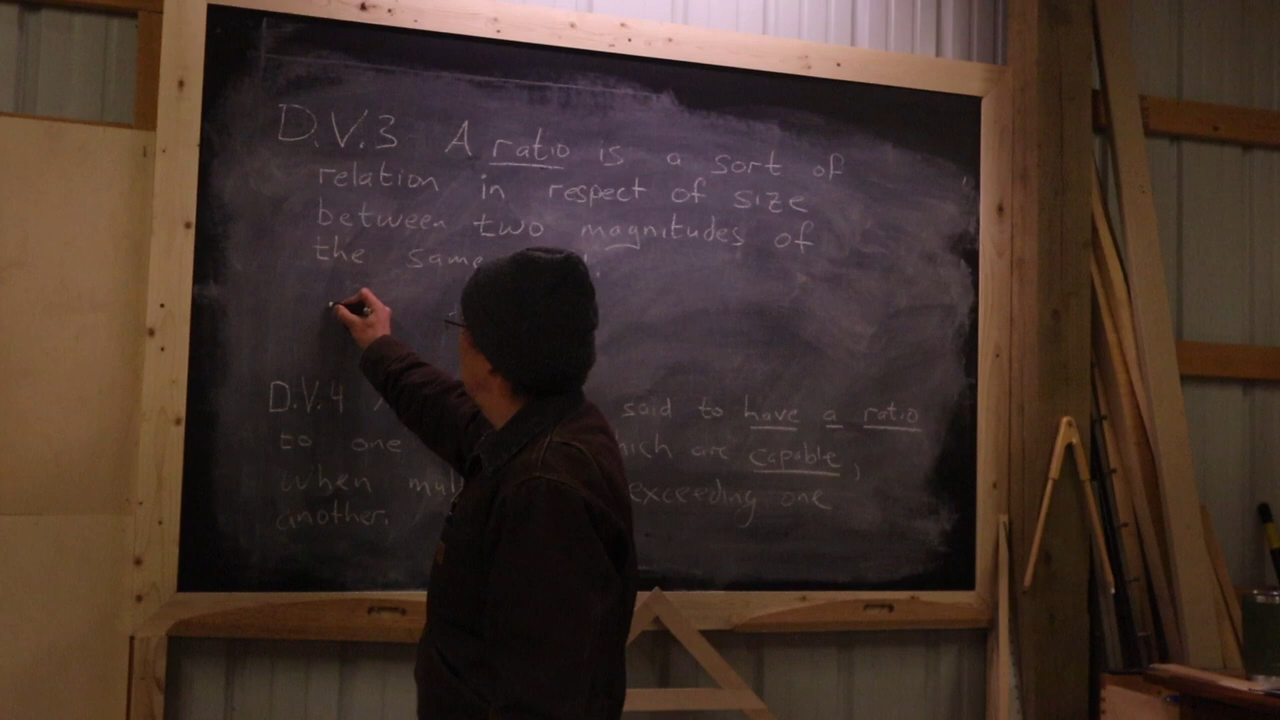 D.V.3 A ratio is a sort of
relation in respect of size
between two magnitudes of
the same
D.V.4 said to have a ratio
to one which are capable,
when exceeding one
another.